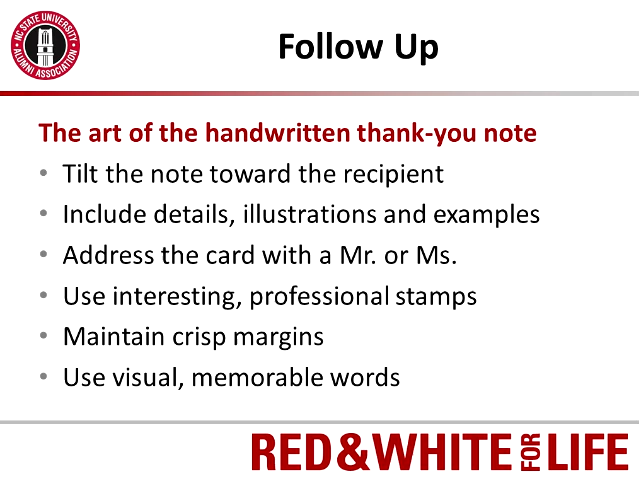 NC STATE UNIVERSITY
ALUMNI ASSOCIATION
Follow Up
The art of the handwritten thank-you note
• Tilt the note toward the recipient
• Include details, illustrations and examples
• Address the card with a Mr. or Ms.
• Use interesting, professional stamps
• Maintain crisp margins
• Use visual, memorable words
RED&WHITE FOR LIFE